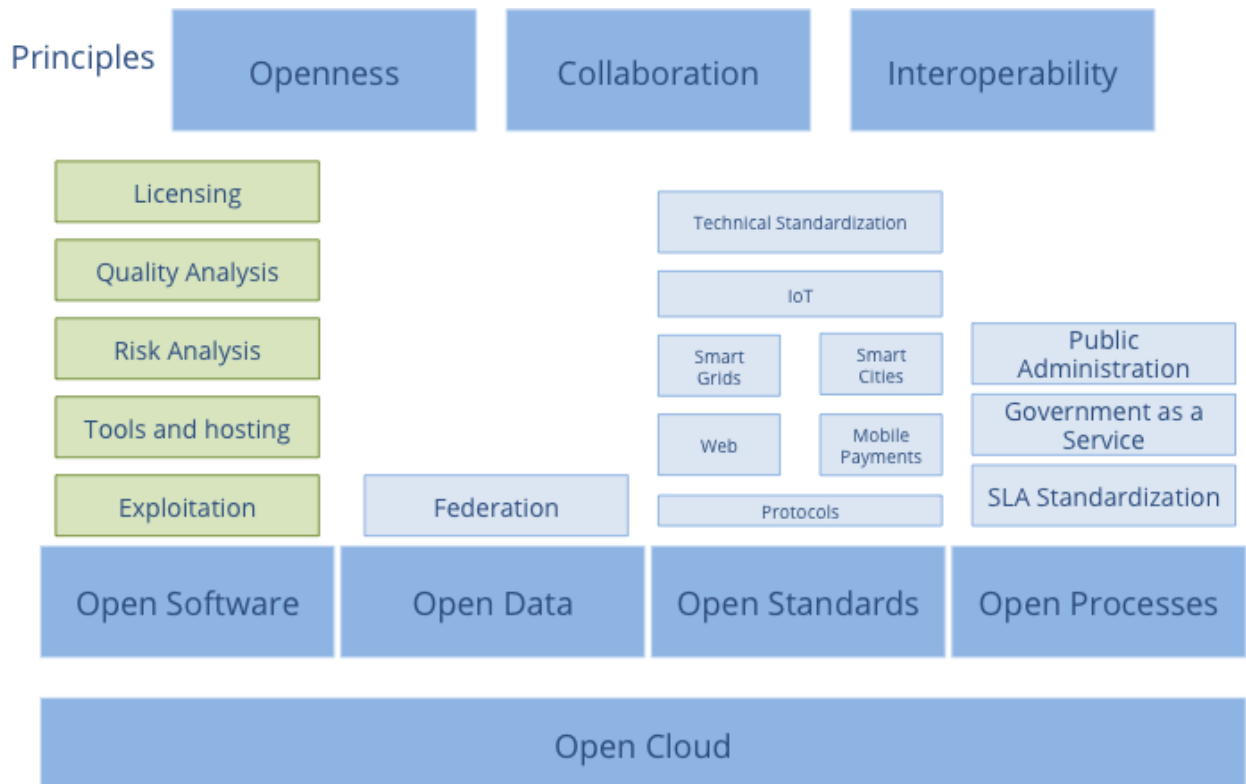 Principles
Openness
Collaboration
Interoperability
Licensing
Quality Analysis
Risk Analysis
Tools and hosting
Exploitation
Open Software
Federation
Open Data
Technical Standardization
IoT
Smart
Grids
Smart
Cities
Web
Mobile
Payments
Protocols
Open Standards
Public
Administration
Government as a
Service
SLA Standardization
Open Processes
Open Cloud